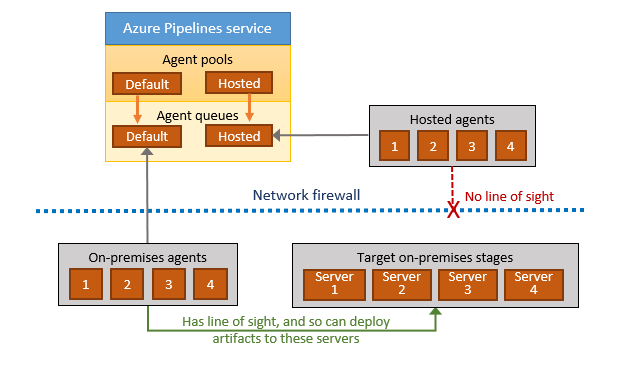 Azure Pipelines service
Agent pools
Default
Hosted
Agent queues
Default
Hosted
Hosted agents
1
2
3
4
No line of sight
Network firewall
On-premises agents
1
2
3
4
Target on-premises stages
Server
1
Server
2
Server
3
Server
4
Has line of sight, and so can deploy
artifacts to these servers